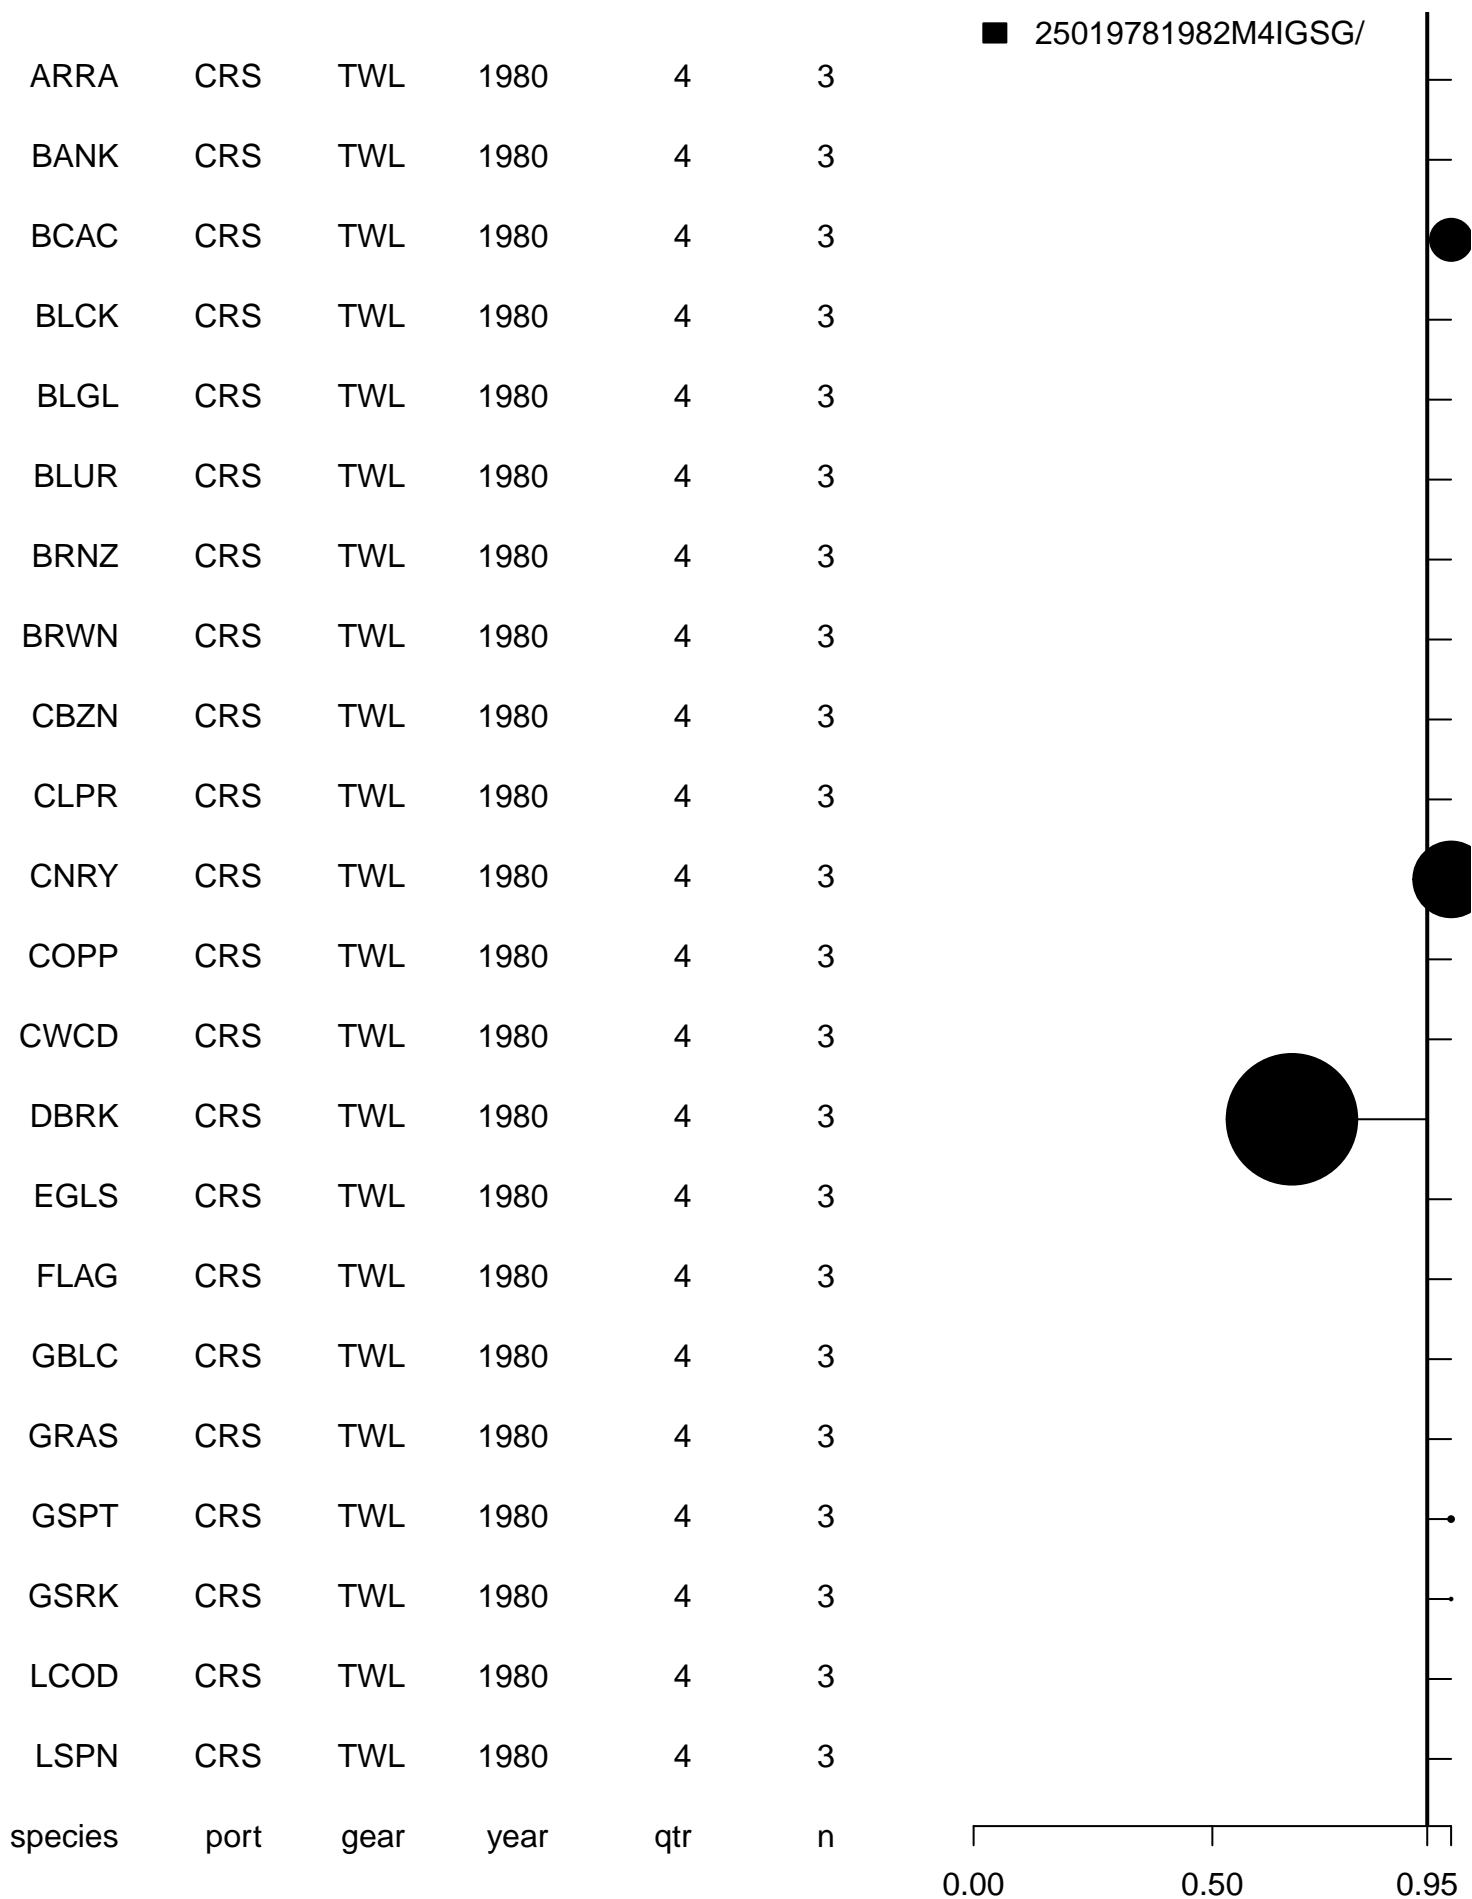 25019781982M4IGSG/
ARRA CRS TWL 1980 4 3
BANK CRS TWL 1980 4 3
BCAC CRS TWL 1980 4 3
BLCK CRS TWL 1980 4 3
BLGL CRS TWL 1980 4 3
BLUR CRS TWL 1980 4 3
BRNZ CRS TWL 1980 4 3
BRWN CRS TWL 1980 4 3
CBZN CRS TWL 1980 4 3
CLPR CRS TWL 1980 4 3
CNRY CRS TWL 1980 4 3
COPP CRS TWL 1980 4 3
CWCD CRS TWL 1980 4 3
DBRK CRS TWL 1980 4 3
EGLS CRS TWL 1980 4 3
FLAG CRS TWL 1980 4 3
GBLC CRS TWL 1980 4 3
GRAS CRS TWL 1980 4 3
GSPT CRS TWL 1980 4 3
GSRK CRS TWL 1980 4 3
LCOD CRS TWL 1980 4 3
LSPN CRS TWL 1980 4 3
species port gear year qtr n
0.00 0.50 0.95